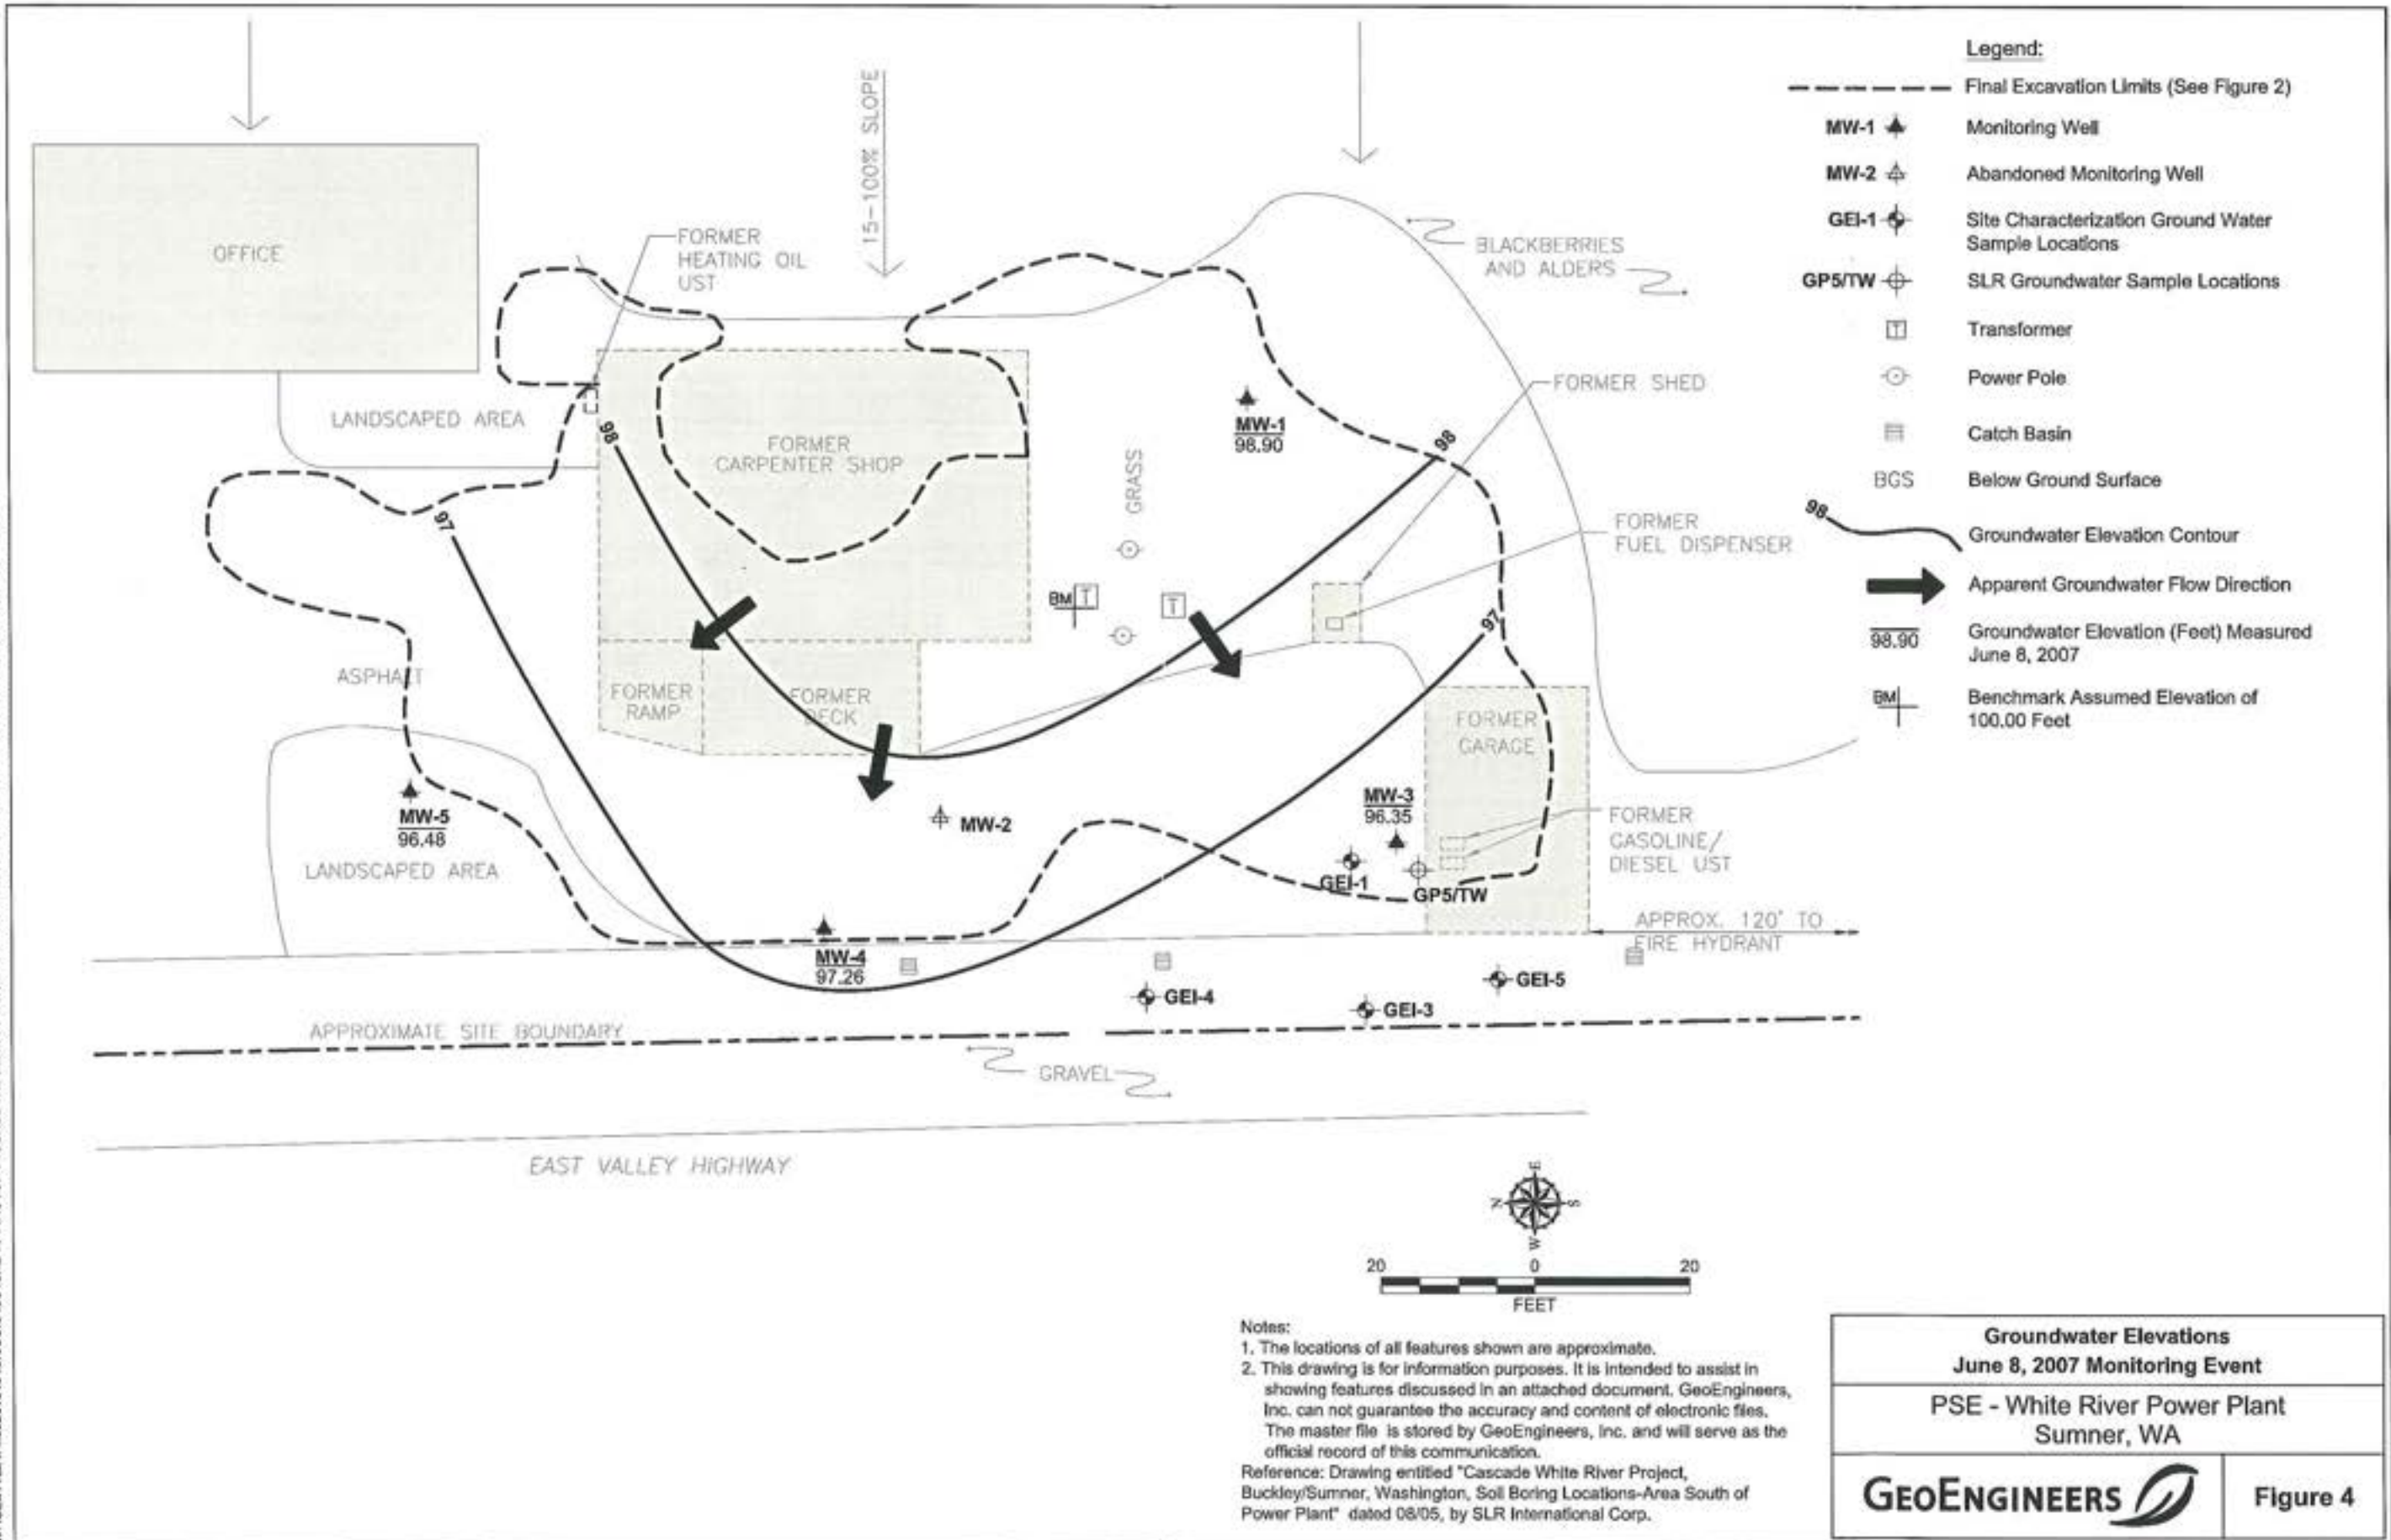 Legend:
Final Excavation Limits (See Figure 2)
MW-1 Monitoring Well
MW-2 Abandoned Monitoring Well
GEI-1 Site Characterization Ground Water
Sample Locations
GP5/TW SLR Groundwater Sample Locations
T Transformer
Power Pole
Catch Basin
BGS Below Ground Surface
98 Groundwater Elevation Contour
Apparent Groundwater Flow Direction
98.90 Groundwater Elevation (Feet) Measured
June 8, 2007
BM Benchmark Assumed Elevation of
100.00 Feet
15-100% SLOPE
OFFICE
FORMER
HEATING OIL
UST
BLACKBERRIES
AND ALDERS
LANDSCAPED AREA
FORMER
CARPENTER SHOP
FORMER SHED
MW-1
98.90
98
98
GRASS
97
FORMER
FUEL DISPENSER
BM T
T
97
ASPHALT
FORMER
RAMP
FORMER
DECK
FORMER
GARAGE
MW-5
96.48
MW-2
MW-3
96.35
LANDSCAPED AREA
GEI-1
GP5/TW
FORMER
GASOLINE/
DIESEL UST
MW-4
97.26
APPROX. 120' TO
FIRE HYDRANT
GEI-4
GEI-3
GEI-5
APPROXIMATE SITE BOUNDARY
GRAVEL
EAST VALLEY HIGHWAY
E
N S
W
20 0 20
FEET
Notes:
1. The locations of all features shown are approximate.
2. This drawing is for information purposes. It is intended to assist in
showing features discussed in an attached document. GeoEngineers,
Inc. can not guarantee the accuracy and content of electronic files.
The master file is stored by GeoEngineers, Inc. and will serve as the
official record of this communication.
Reference: Drawing entitled "Cascade White River Project,
Buckley/Sumner, Washington, Soil Boring Locations-Area South of
Power Plant" dated 08/05, by SLR International Corp.
Groundwater Elevations
June 8, 2007 Monitoring Event
PSE - White River Power Plant
Sumner, WA
GEOENGINEERS
Figure 4